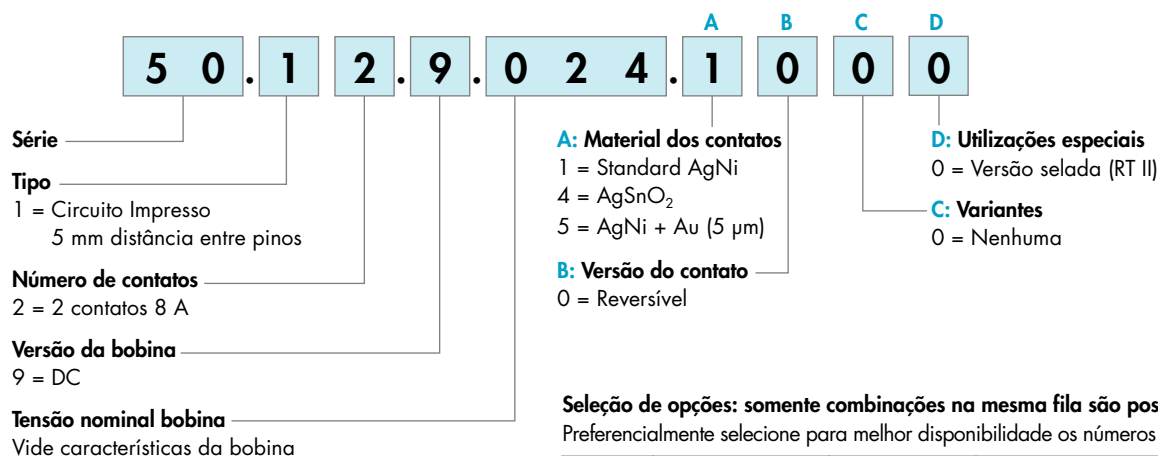 A B C D
5 0 . 1 2 . 9 . 0 2 4 . 1 0 0 0
Série
Tipo
1 = Circuito Impresso
5 mm distância entre pinos
Número de contatos
2 = 2 contatos 8 A
Versão da bobina
9 = DC
Tensão nominal bobina
Vide características da bobina
A: Material dos contatos
1 = Standard AgNi
4 = AgSnO₂
5 = AgNi + Au (5 µm)
B: Versão do contato
0 = Reversível
D: Utilizações especiais
0 = Versão selada (RT II)
C: Variantes
0 = Nenhuma
Seleção de opções: somente combinações na mesma fila são pos
Preferencialmente selecione para melhor disponibilidade os números